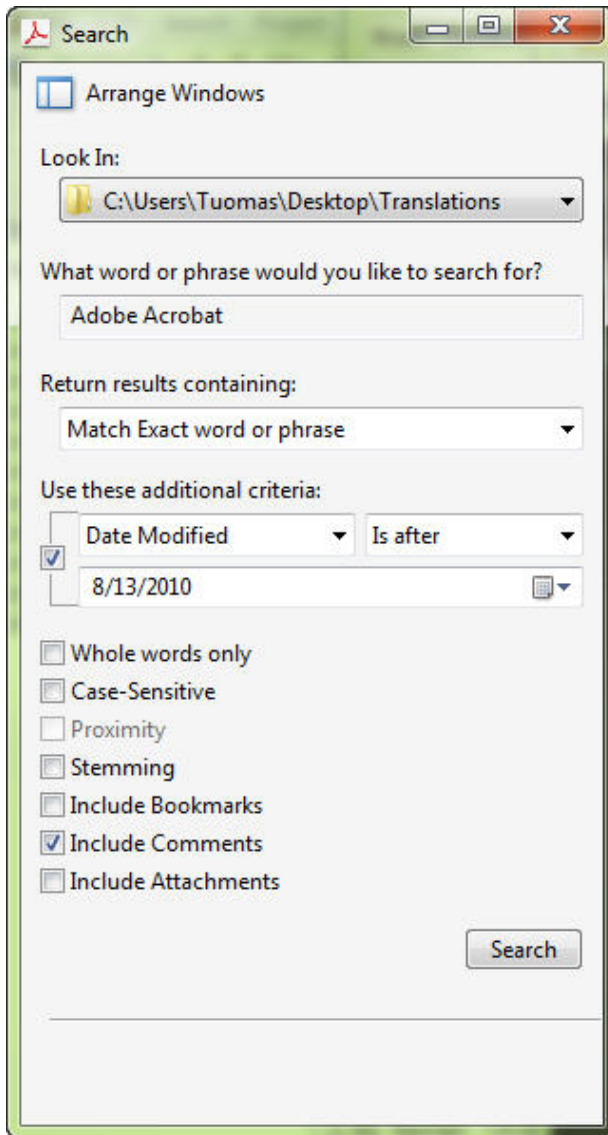 Search
Arrange Windows
Look In:
C:\Users\Tuomas\Desktop\Translations
What word or phrase would you like to search for?
Adobe Acrobat
Return results containing:
Match Exact word or phrase
Use these additional criteria:
Date Modified Is after
8/13/2010
Whole words only
Case-Sensitive
Proximity
Stemming
Include Bookmarks
Include Comments
Include Attachments
Search